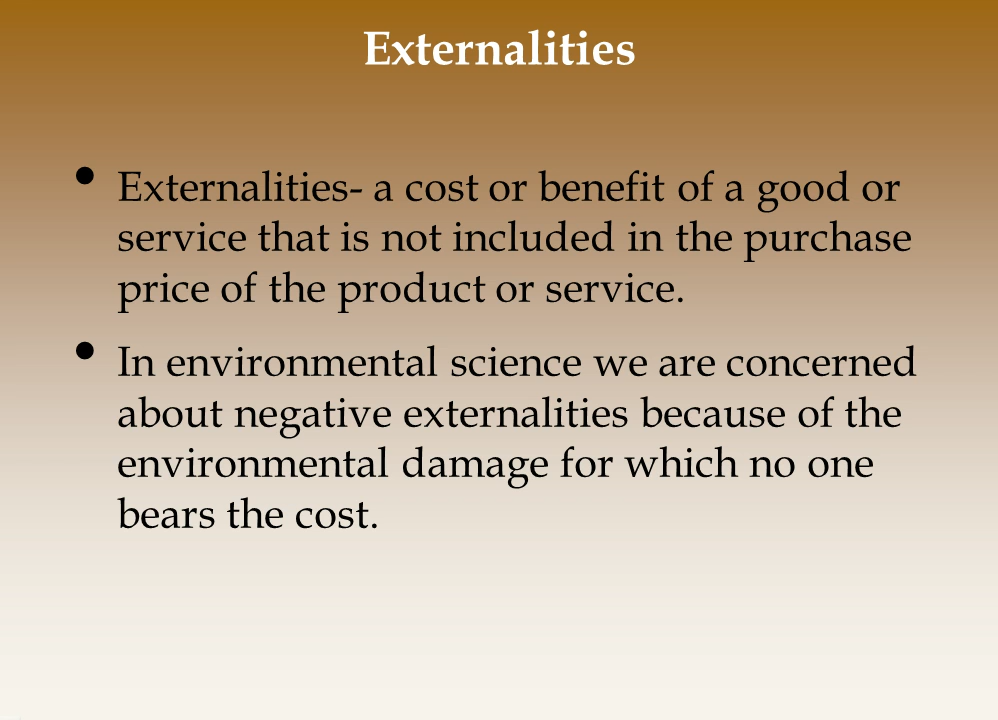 Externalities
• Externalities- a cost or benefit of a good or
service that is not included in the purchase
price of the product or service.
• In environmental science we are concerned
about negative externalities because of the
environmental damage for which no one
bears the cost.